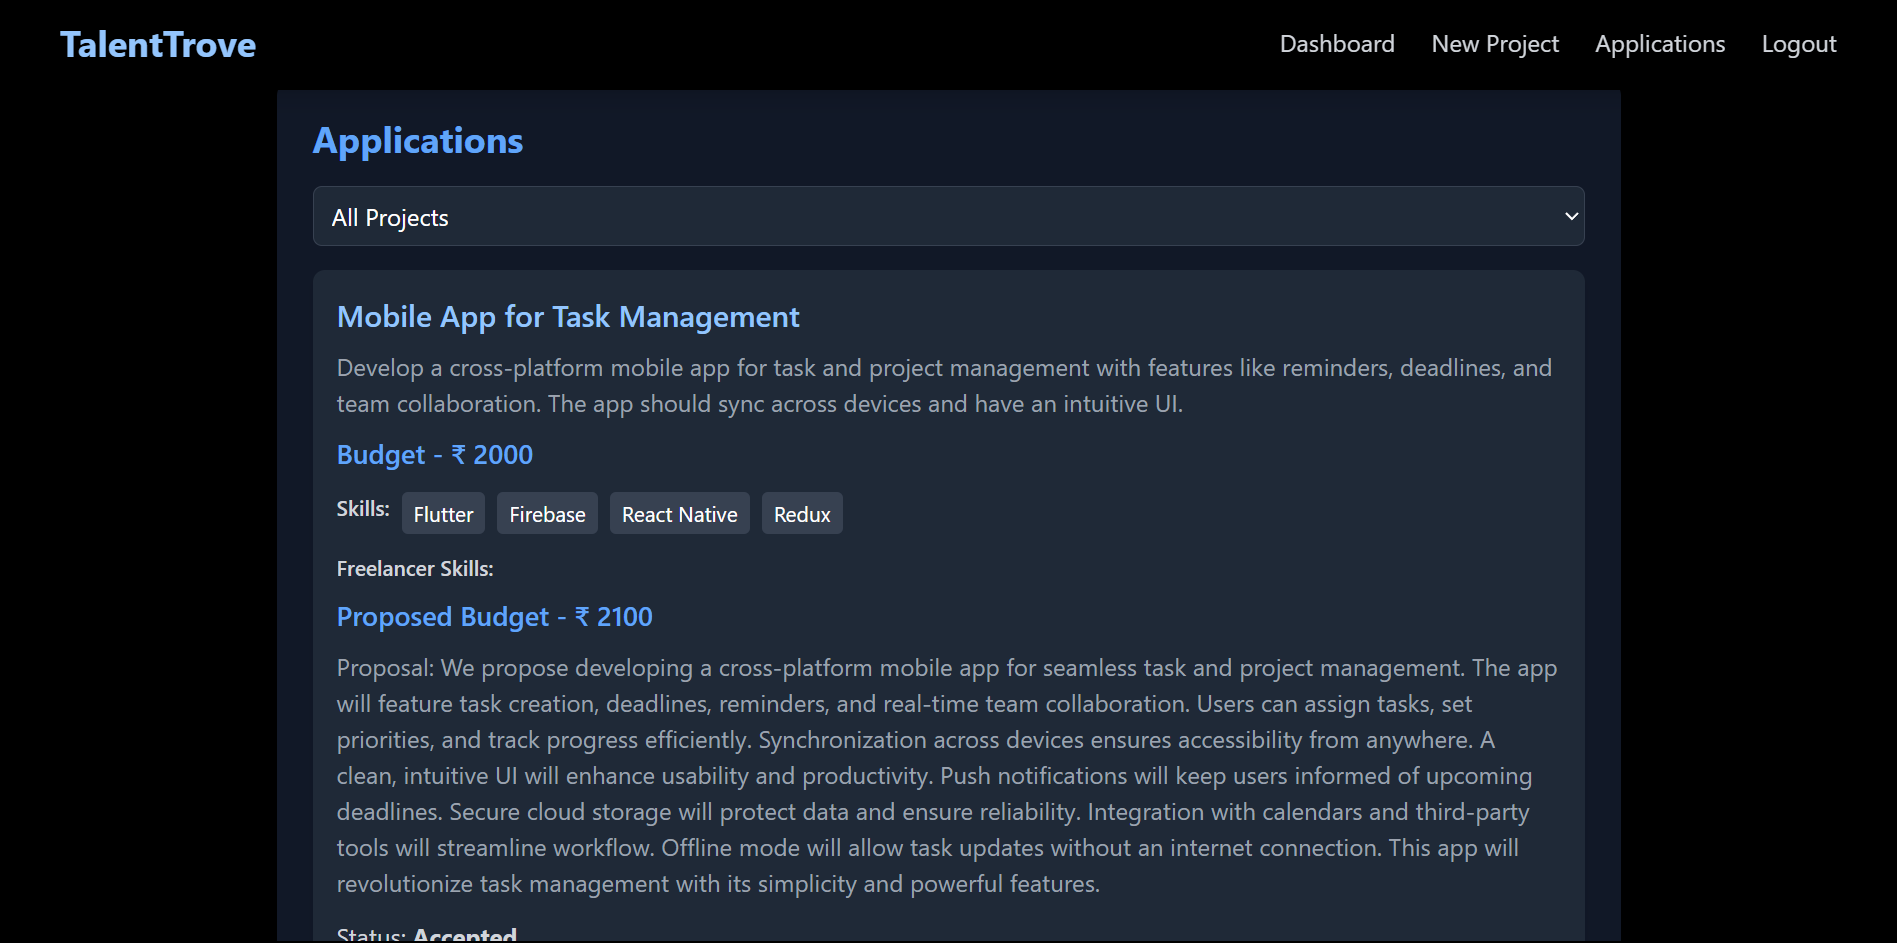 TalentTrove
Dashboard New Project Applications Logout
Applications
All Projects
Mobile App for Task Management
Develop a cross-platform mobile app for task and project management with features like reminders, deadlines, and
team collaboration. The app should sync across devices and have an intuitive UI.
Budget - ₹ 2000
Skills: Flutter Firebase React Native Redux
Freelancer Skills:
Proposed Budget - ₹ 2100
Proposal: We propose developing a cross-platform mobile app for seamless task and project management. The app
will feature task creation, deadlines, reminders, and real-time team collaboration. Users can assign tasks, set
priorities, and track progress efficiently. Synchronization across devices ensures accessibility from anywhere. A
clean, intuitive UI will enhance usability and productivity. Push notifications will keep users informed of upcoming
deadlines. Secure cloud storage will protect data and ensure reliability. Integration with calendars and third-party
tools will streamline workflow. Offline mode will allow task updates without an internet connection. This app will
revolutionize task management with its simplicity and powerful features.
Status: Accepted